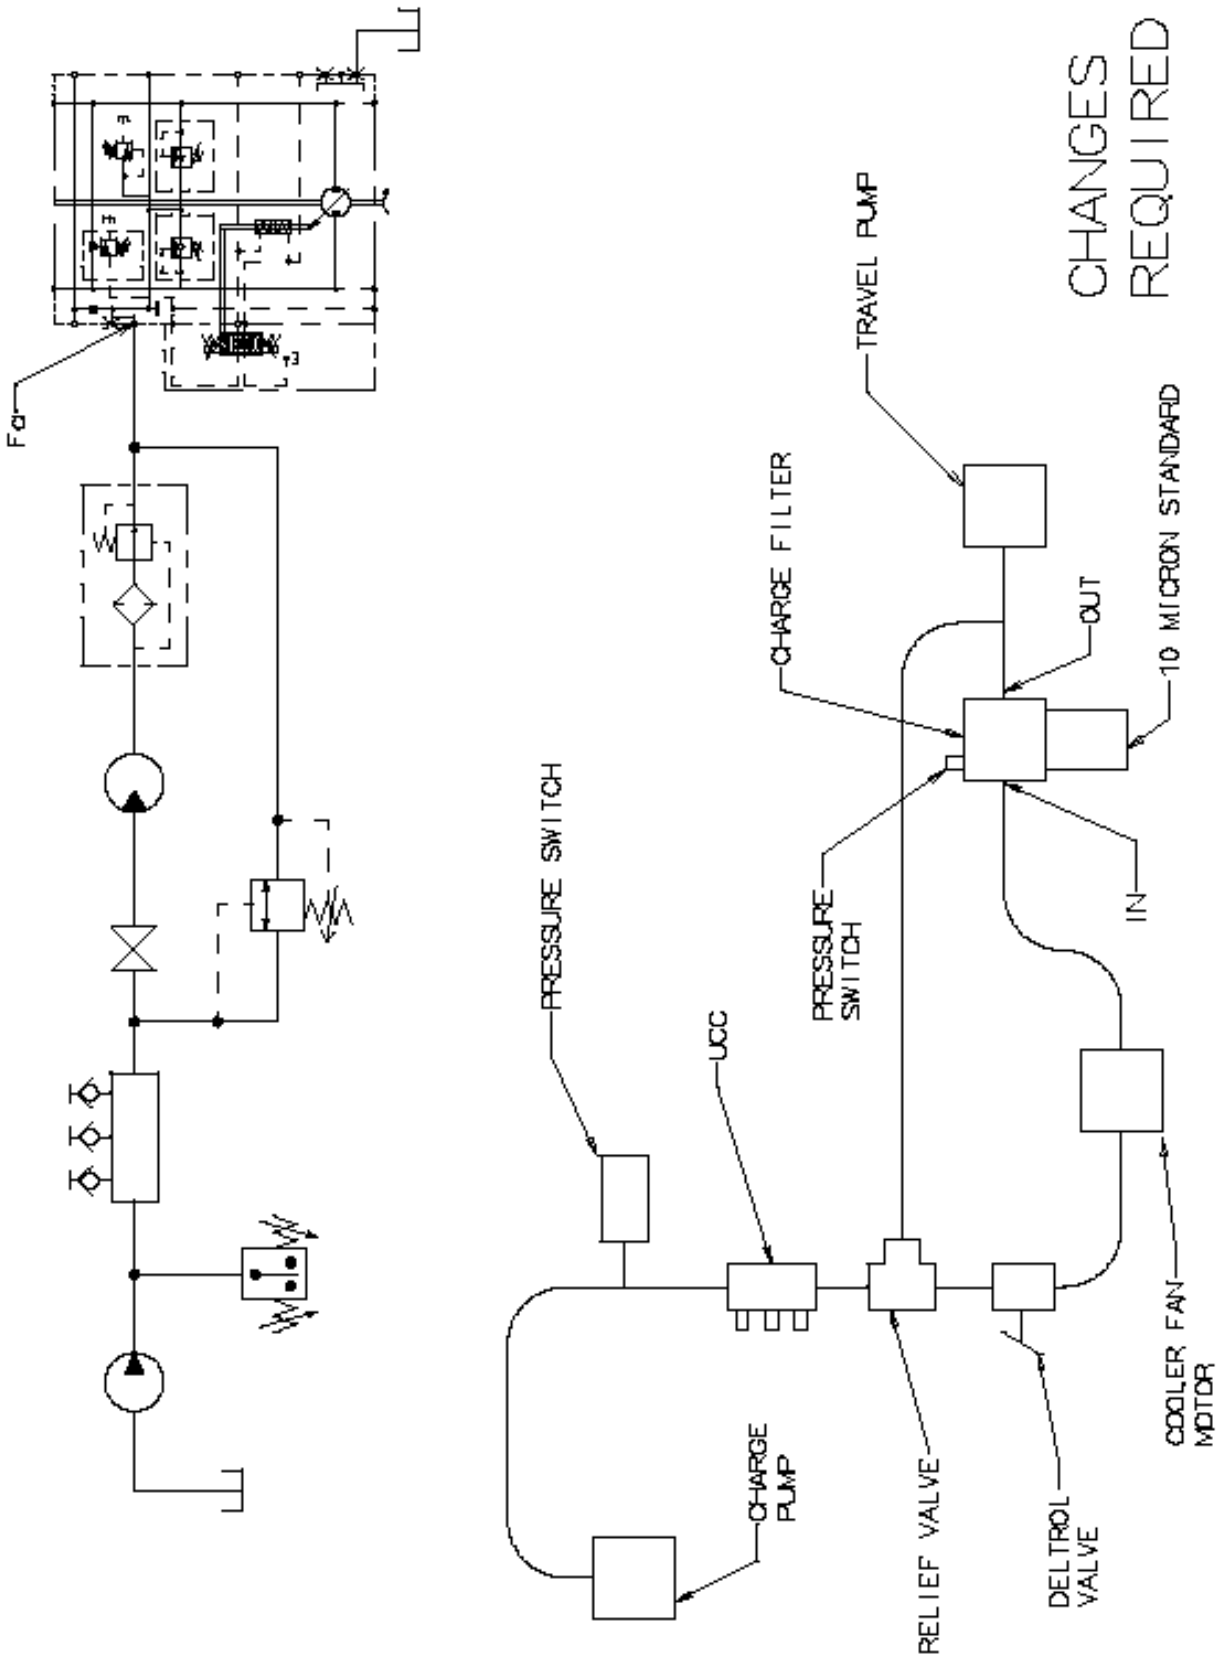 Fa
CHANGES
REQUIRED
TRAVEL PUMP
CHARGE FILTER
10 MICRON STANDARD
OUT
PRESSURE SWITCH
PRESSURE
SWITCH
IN
UCC
COOLER FAN
MOTOR
CHARGE
PUMP
RELIEF VALVE
DELTROL
VALVE